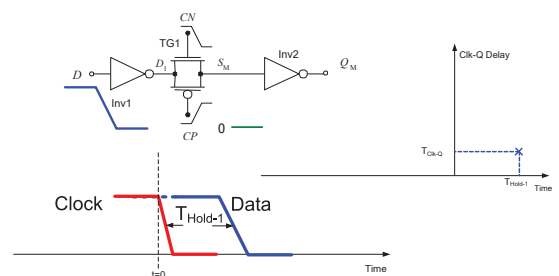 CN
TG1
D
D1
SM
Inv2
QM
Inv1
CP
0
Clk-Q Delay
TClk-Q
THold-1
Time
Clock
THold-1
Data
t=0
Time